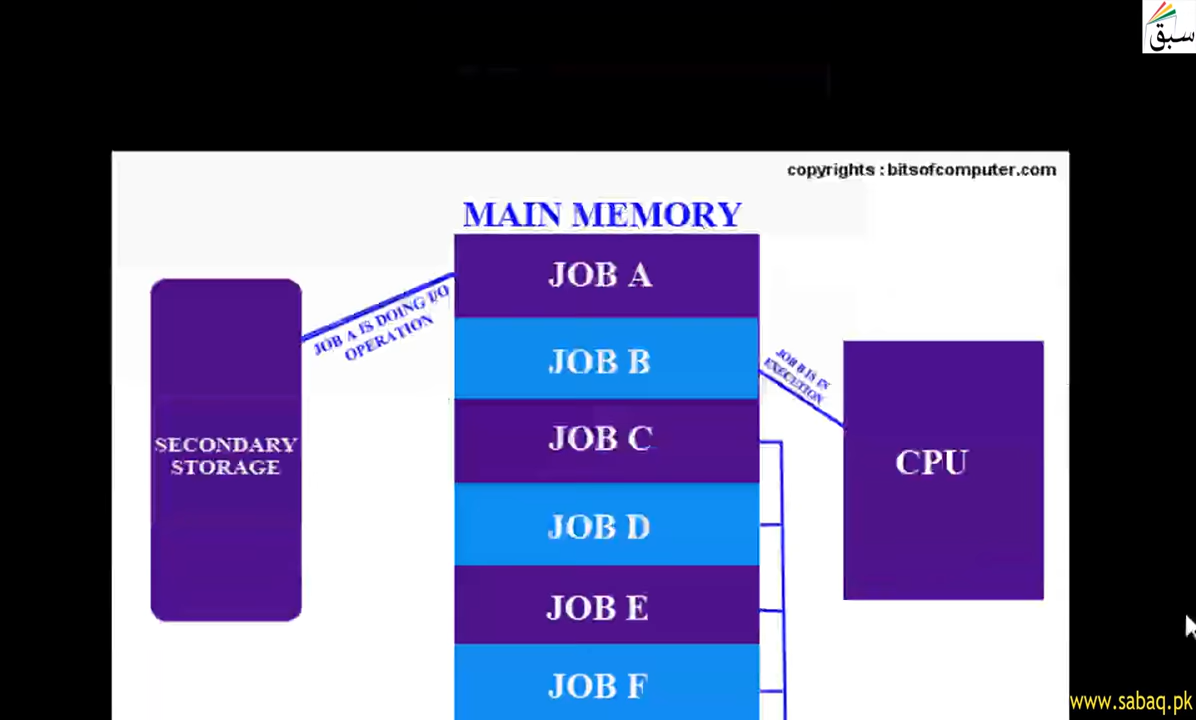 سبق
copyrights : bitsofcomputer.com
MAIN MEMORY
JOB A
JOB A IS DOING I/O
OPERATION
JOB B
JOB B IS IN
EXECUTION
JOB C
SECONDARY
STORAGE
CPU
JOB D
JOB E
JOB F
www.sabaq.pk